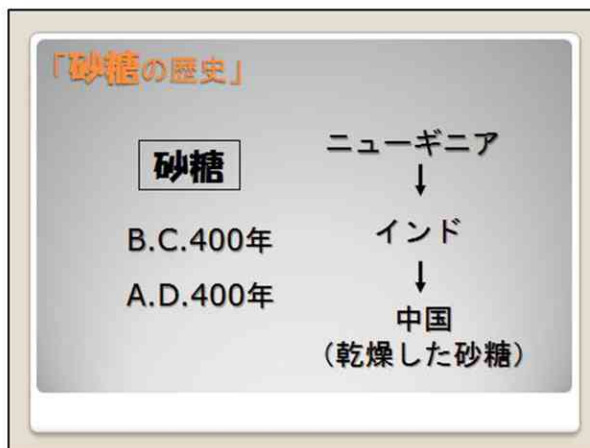 「砂糖の歴史」
砂糖
B.C.400年
A.D.400年
ニューギニア
↓
インド
↓
中国
(乾燥した砂糖)